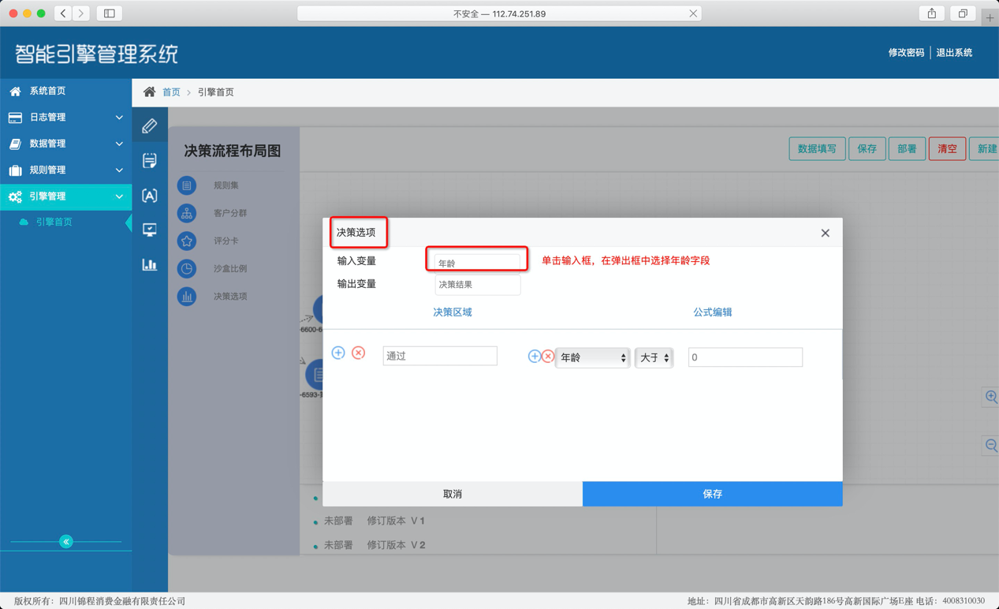 不安全 — 112.74.251.89
智能引擎管理系统
修改密码 退出系统
系统首页
日志管理
数据管理
规则管理
引擎管理
引擎首页
首页 > 引擎首页
决策流程布局图
规则集
客户分群
评分卡
沙盒比例
决策选项
数据填写 保存 部署 清空 新建
决策选项
输入变量 年龄 单击输入框，在弹出框中选择年龄字段
输出变量 决策结果
决策区域 公式编辑
通过 年龄 大于 0
取消 保存
-6600-6
-6593-
未部署 修订版本 V 1
未部署 修订版本 V 2
版权所有：四川锦程消费金融有限责任公司
地址：四川省成都市高新区天韵路186号高新国际广场E座 电话：4008310030